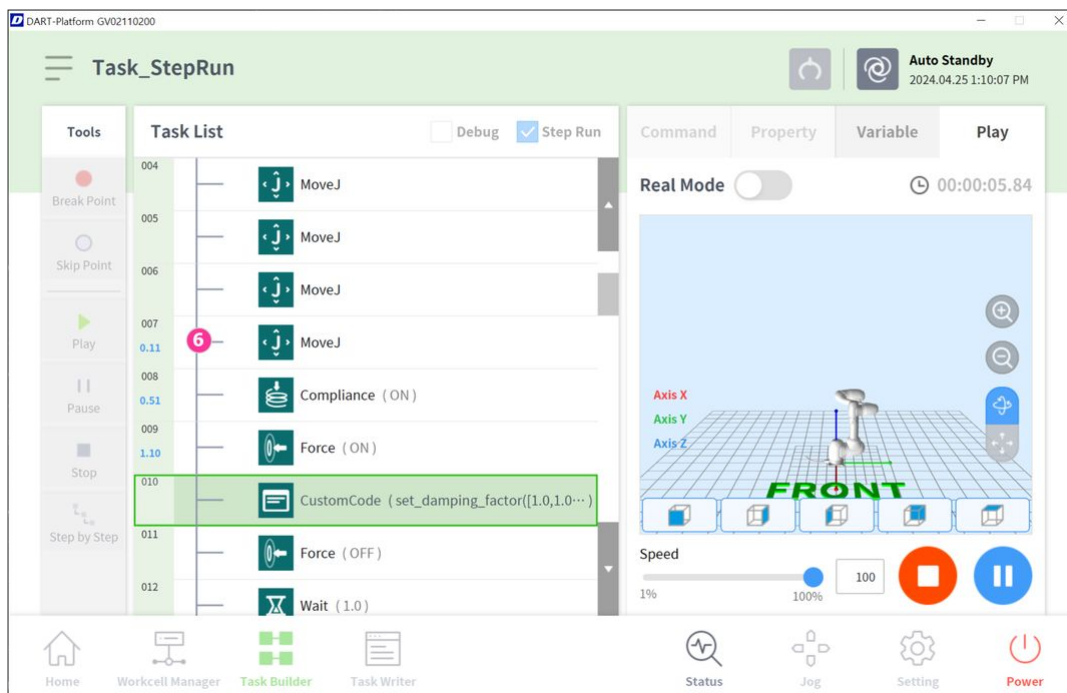 DART-Platform GV02110200
Task_StepRun
Auto Standby
2024.04.25 1:10:07 PM
Tools
Task List
Debug
Step Run
Command
Property
Variable
Play
Break Point
Skip Point
Play
Pause
Stop
Step by Step
004
MoveJ
005
MoveJ
006
MoveJ
007
0.11
6
MoveJ
008
0.51
Compliance ( ON )
009
1.10
Force ( ON )
010
CustomCode ( set_damping_factor([1.0,1.0··· )
011
Force ( OFF )
012
Wait ( 1.0 )
Real Mode
00:00:05.84
Axis X
Axis Y
Axis Z
FRONT
Speed
1%
100%
100
Home
Workcell Manager
Task Builder
Task Writer
Status
Jog
Setting
Power